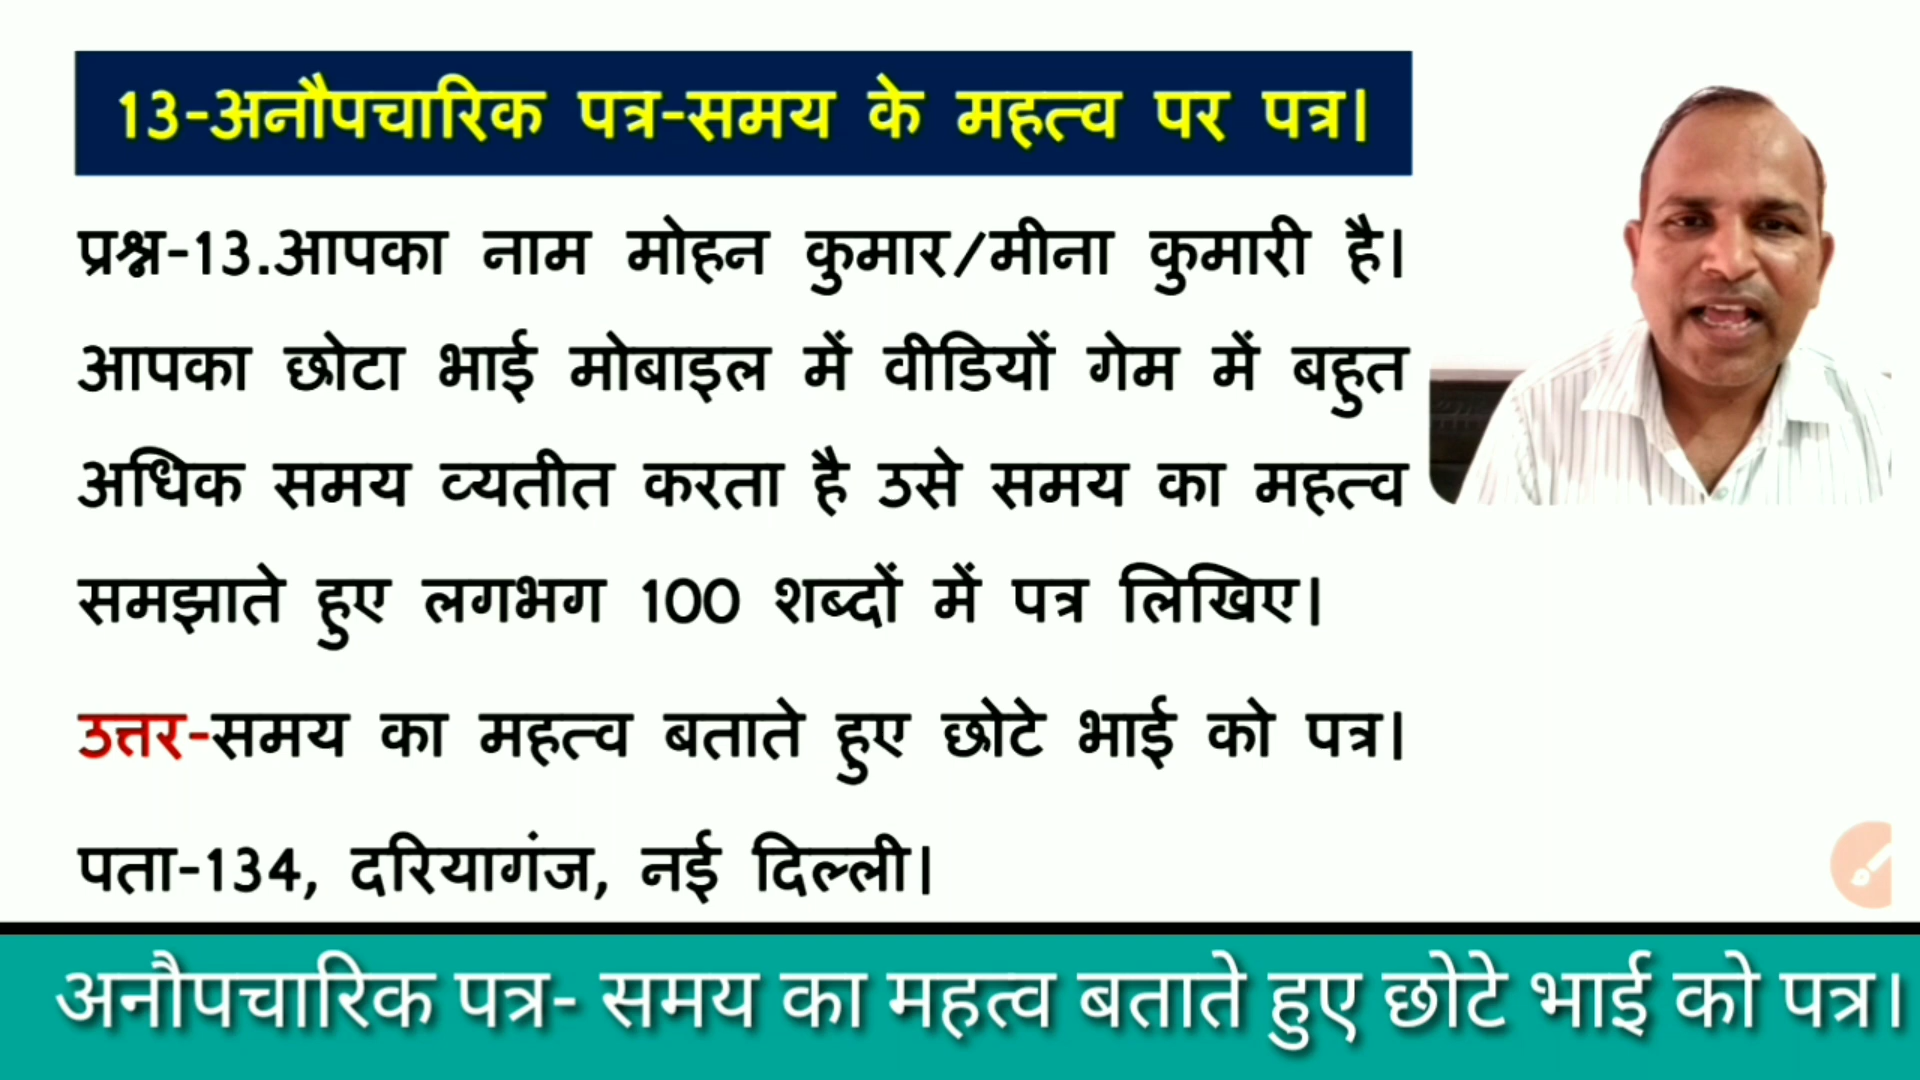 13-अनौपचारिक पत्र-समय के महत्व पर पत्र।
प्रश्न-13.आपका नाम मोहन कुमार/मीना कुमारी है।
आपका छोटा भाई मोबाइल में वीडियों गेम में बहुत
अधिक समय व्यतीत करता है उसे समय का महत्व
समझाते हुए लगभग 100 शब्दों में पत्र लिखिए।
उत्तर-समय का महत्व बताते हुए छोटे भाई को पत्र।
पता-134, दरियागंज, नई दिल्ली।
अनौपचारिक पत्र- समय का महत्व बताते हुए छोटे भाई को पत्र।